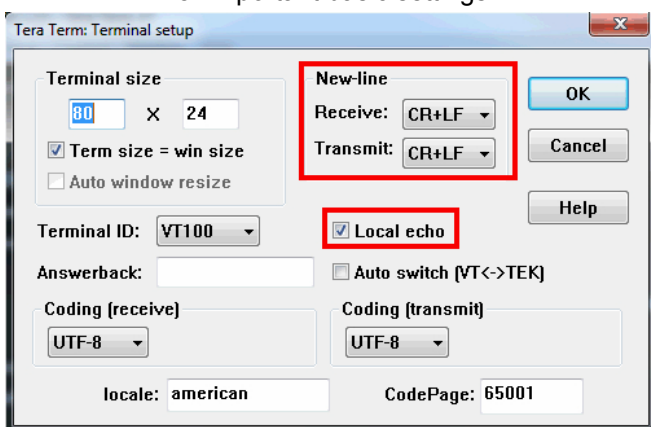 Tera Term: Terminal setup
Terminal size
80 X 24
Term size = win size
Auto window resize
New-line
Receive: CR+LF
Transmit: CR+LF
OK
Cancel
Help
Terminal ID: VT100
Local echo
Answerback:
Auto switch (VT<->TEK)
Coding (receive)
UTF-8
Coding (transmit)
UTF-8
locale: american
CodePage: 65001